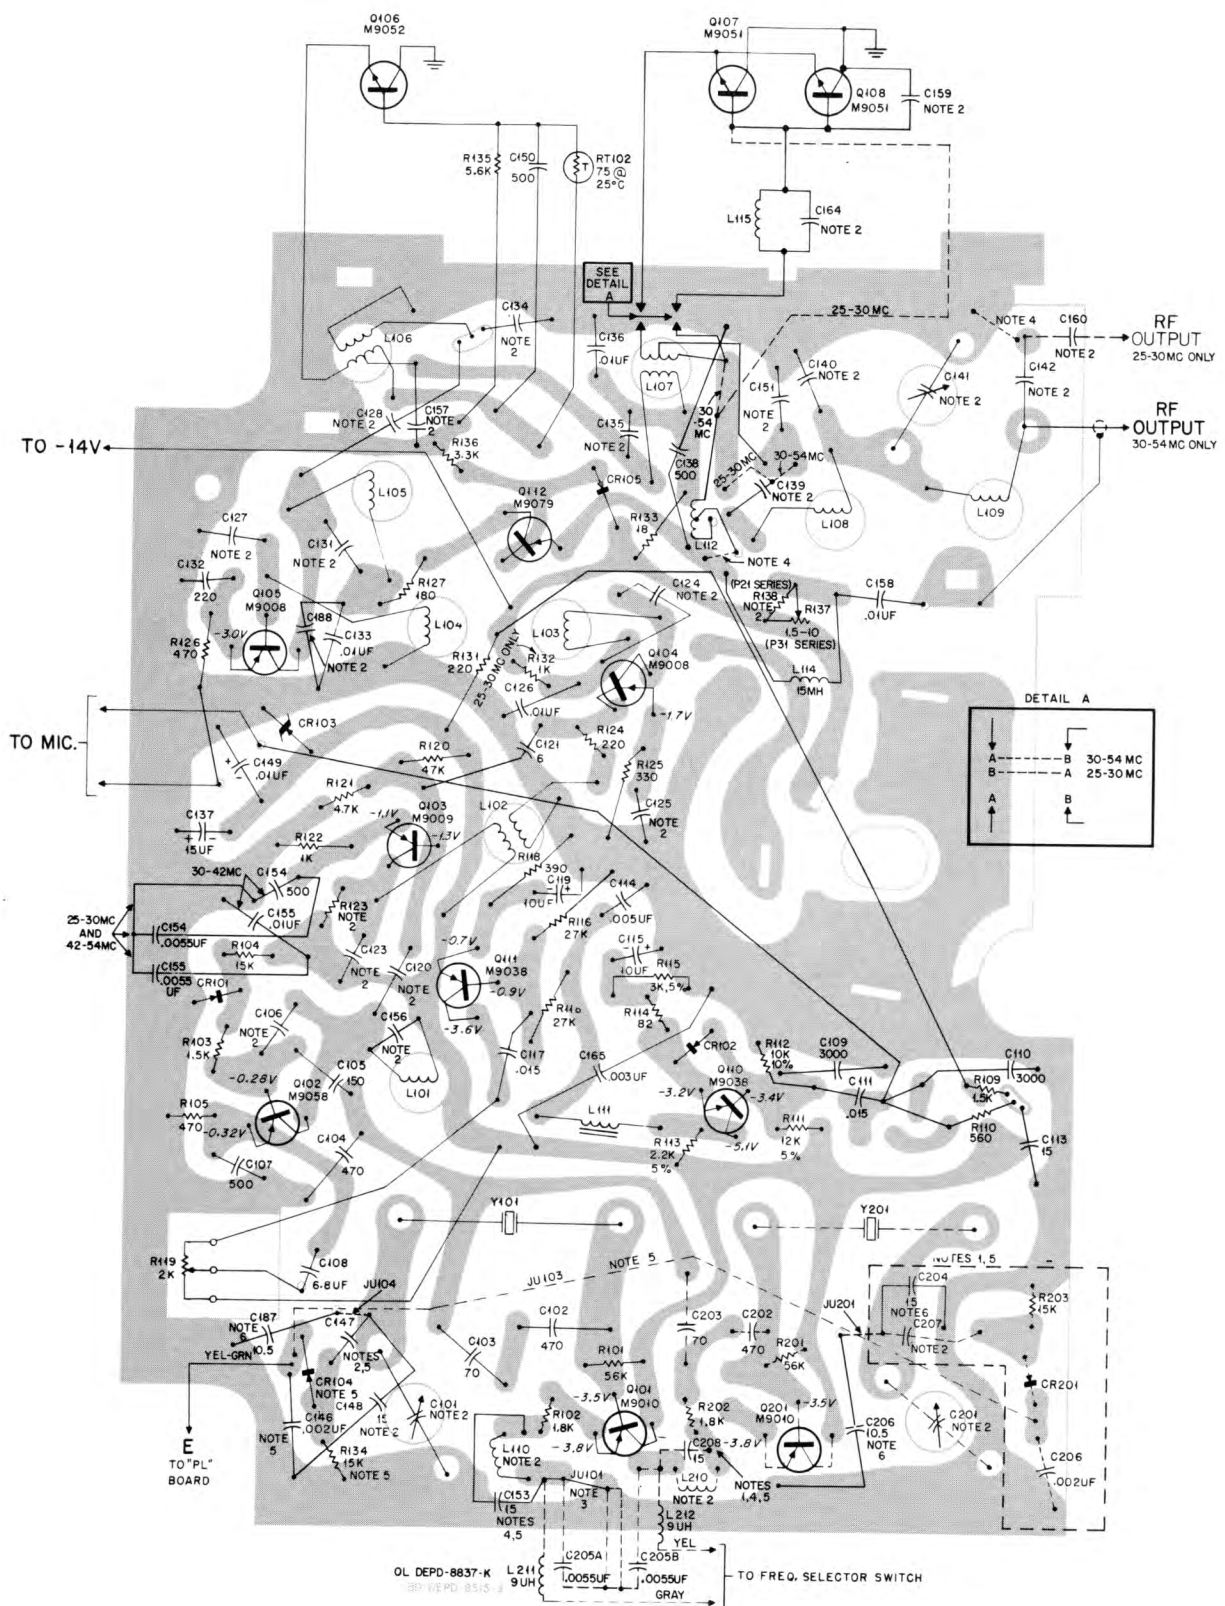 Q106
M9052
Q107
M9051
Q108
M9051
C159
NOTE 2
R135
5.6K
C150
500
RT102
75 @
25°C
T
L115
C164
NOTE 2
SEE
DETAIL
A
25-30 MC
NOTE 4
C160
NOTE 2
RF
OUTPUT
25-30 MC ONLY
C134
NOTE
2
L106
C136
.01UF
C140
NOTE 2
C141
NOTE 2
C142
NOTE 2
L107
C151
NOTE
2
RF
OUTPUT
30-54 MC ONLY
C128
NOTE 2
C157
NOTE
2
C135
NOTE 2
30
-54
MC
TO -14V
R136
3.3K
C138
500
25-30MC
30-54MC
C139
NOTE 2
L105
CR105
L108
L109
Q112
M9079
R133
18
L112
NOTE 4
C127
NOTE 2
C131
NOTE 2
C132
220
R127
180
C124
NOTE 2
(P21 SERIES)
R138
NOTE
2
R137
1.5-10
(P31 SERIES)
C158
.01UF
Q105
M9008
C188
C133
.01UF
NOTE 2
L104
L103
-3.0V
R126
470
R131
220
25-30 MC ONLY
R132
1K
Q104
M9008
L114
15MH
C126
.01UF
-1.7V
DETAIL A
A
B
30-54 MC
B
A
25-30 MC
A
B
TO MIC.
CR103
C149
.01UF
R120
47K
C121
6
R124
220
R125
330
R121
4.7K
C125
NOTE
2
C137
15UF
Q103
M9009
-1.1V
-1.3V
L102
R122
1K
R118
390
30-42MC
C154
500
C119
10UF
C114
.005UF
C155
.01UF
R123
NOTE
2
R116
27K
25-30MC
AND
42-54MC
C154
.0055UF
C155
.0055
UF
R104
15K
C123
NOTE
2
C120
NOTE
2
-0.7V
Q111
M9038
-0.9V
-3.6V
C115
10UF
R115
3K,5%
CR101
C106
NOTE
2
R114
82
27K
C156
NOTE
2
R103
1.5K
CR102
R112
10K
10%
C109
3000
C110
3000
C117
.015
C165
.003UF
Q110
M9038
C111
.015
R109
1.5K
-0.28V
Q102
M9058
C105
150
L101
-3.2V
-3.4V
-5.1V
R105
470
-0.32V
L111
R113
2.2K
5%
R111
12K
5%
R110
560
C113
15
C104
470
C107
500
Y101
Y201
R119
2K
C108
6.8UF
JU104
JU103
NOTE 5
NOTES 1,5
C204
15
NOTE6
C207
NOTE 2
R203
15K
C187
NOTE
6
10.5
C147
NOTES
2,5
C102
470
C203
70
C202
470
JU201
YEL-GRN
C103
70
R101
56K
R201
56K
CR104
NOTE 5
C148
15
NOTE 2
C101
NOTE 2
-3.5V
Q101
M9010
-3.8V
Q201
M9010
-3.5V
CR201
C146
.002UF
NOTE
5
R102
1.8K
R202
1.8K
C206
10.5
NOTE
6
C201
NOTE 2
R134
15K
NOTE 5
L110
NOTE 2
C208
15
-3.8V
C206
.002UF
E
TO "PL"
BOARD
JU101
NOTE
3
L210
NOTE 2
NOTES
1,4,5
C153
15
NOTES
4,5
L212
9UH
YEL
QL DEPD-8837-K
L211
9UH
C205A
.0055UF
C205B
.0055UF
GRAY
TO FREQ. SELECTOR SWITCH